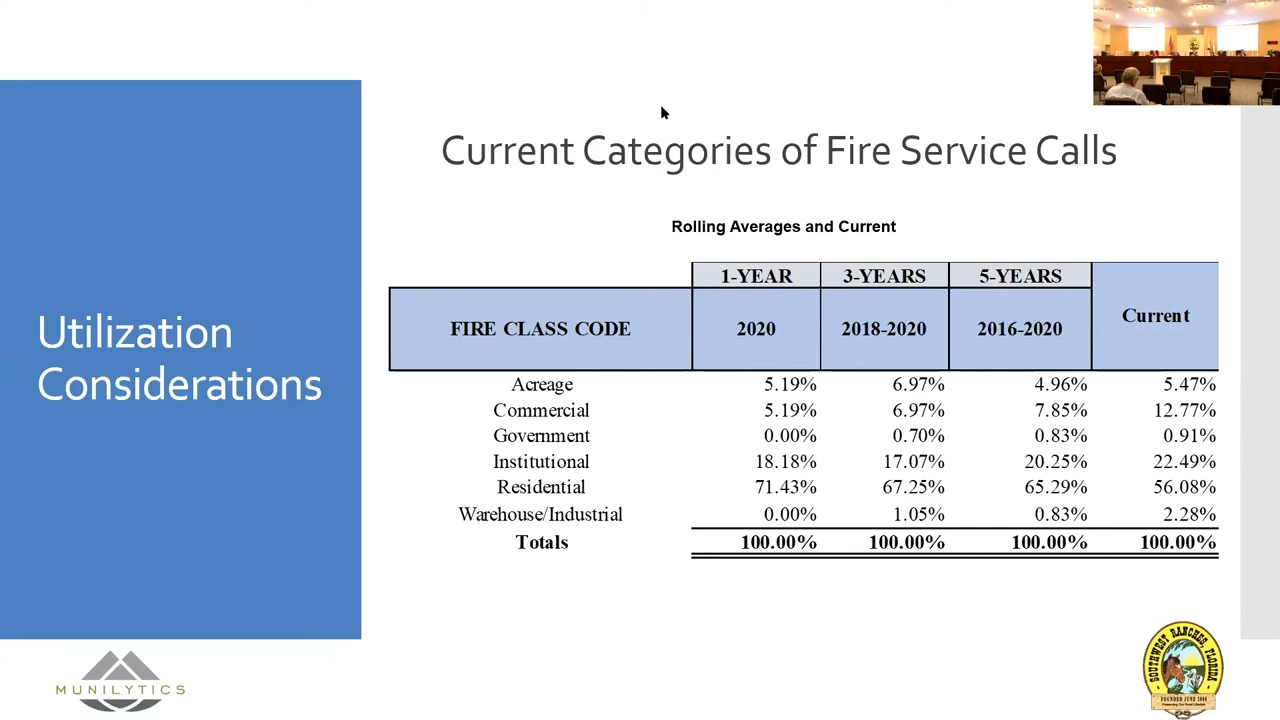 Current Categories of Fire Service Calls
Rolling Averages and Current
Utilization
Considerations
1-YEAR 3-YEARS 5-YEARS Current
FIRE CLASS CODE 2020 2018-2020 2016-2020
Acreage 5.19% 6.97% 4.96% 5.47%
Commercial 5.19% 6.97% 7.85% 12.77%
Government 0.00% 0.70% 0.83% 0.91%
Institutional 18.18% 17.07% 20.25% 22.49%
Residential 71.43% 67.25% 65.29% 56.08%
Warehouse/Industrial 0.00% 1.05% 0.83% 2.28%
Totals 100.00% 100.00% 100.00% 100.00%
MUNILYTICS
SOUTHWEST RANCHES, FLORIDA